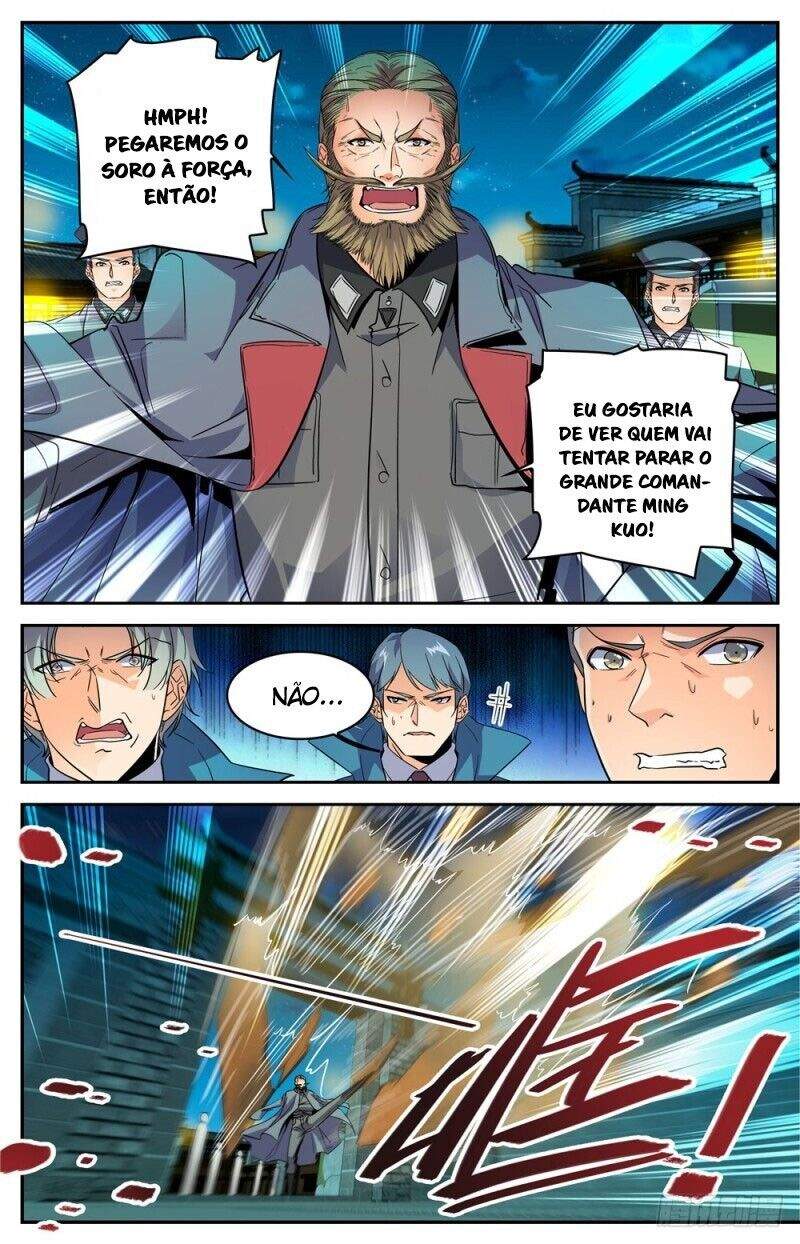 HMPH!
PEGAREMOS O
SORO À FORÇA,
ENTÃO!
EU GOSTARIA
DE VER QUEM VAI
TENTAR PARAR O
GRANDE COMAN-
DANTE MING
KUO!
NÃO...